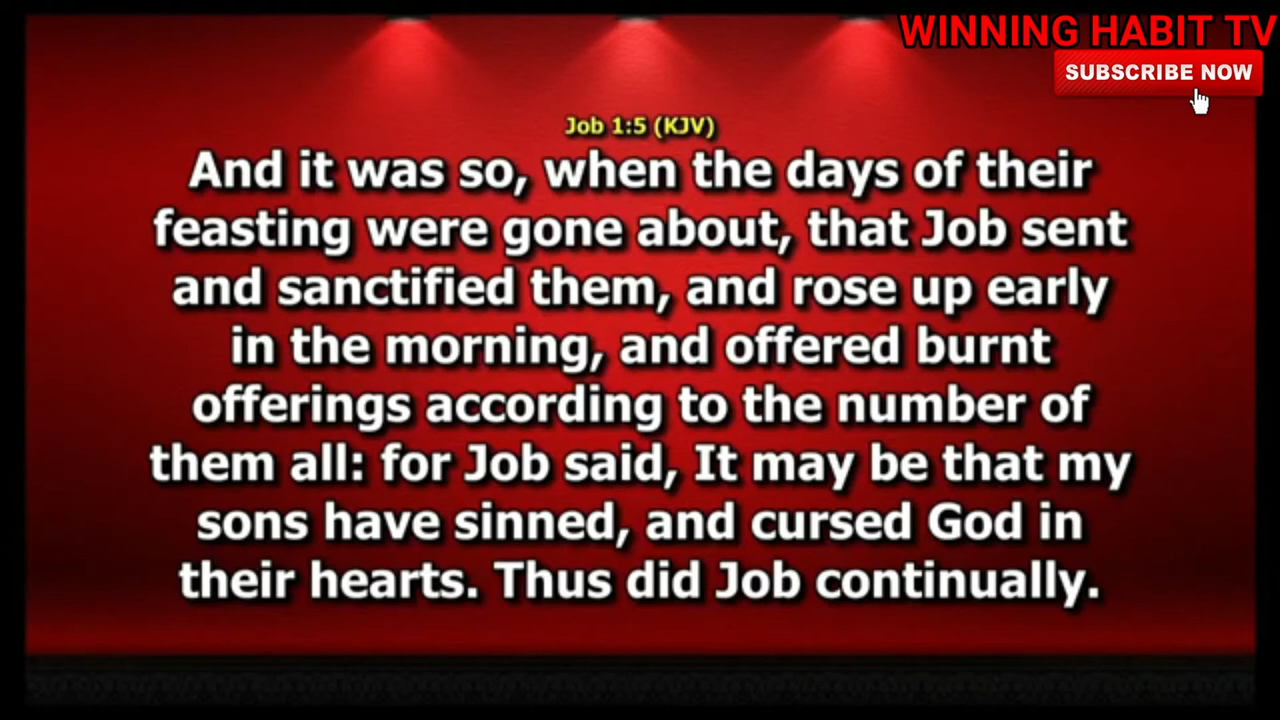 WINNING HABIT TV
SUBSCRIBE NOW
Job 1:5 (KJV)
And it was so, when the days of their
feasting were gone about, that Job sent
and sanctified them, and rose up early
in the morning, and offered burnt
offerings according to the number of
them all: for Job said, It may be that my
sons have sinned, and cursed God in
their hearts. Thus did Job continually.